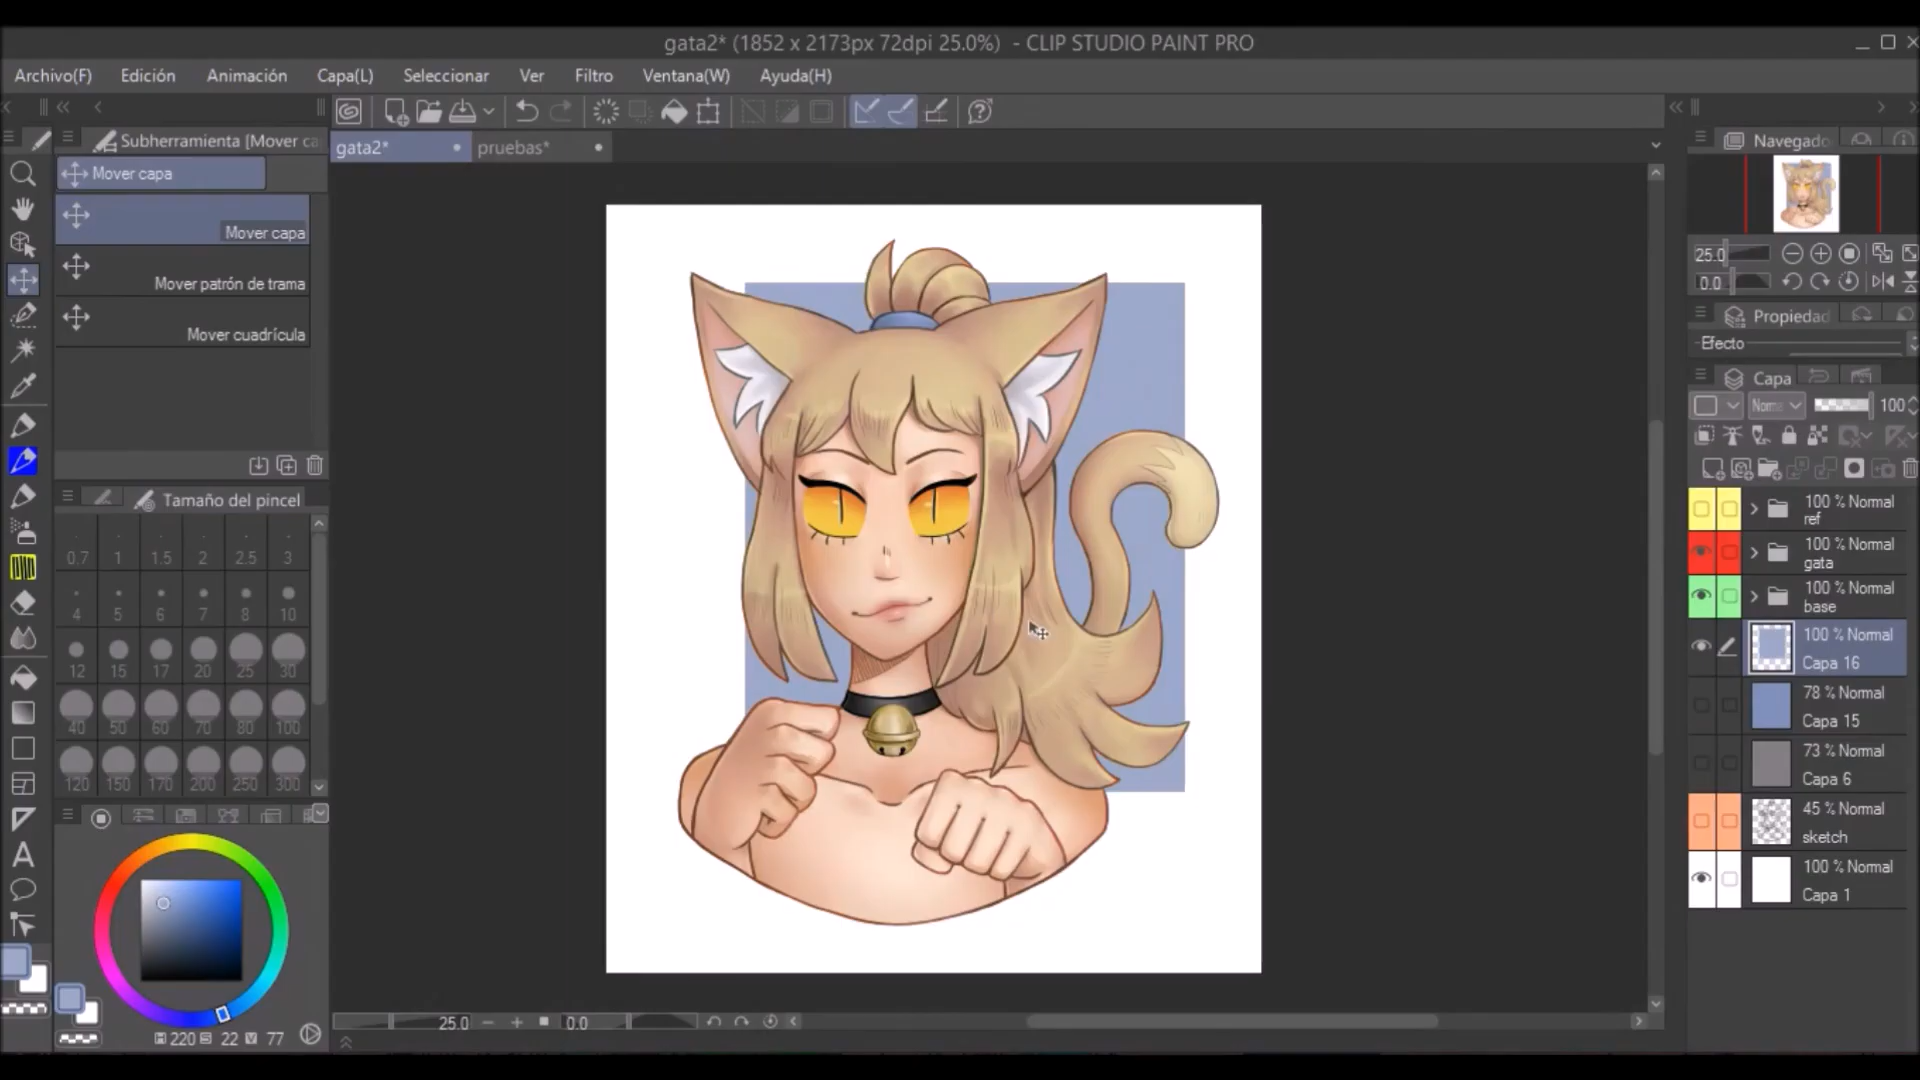 gata2* (1852 x 2173px 72dpi 25.0%) - CLIP STUDIO PAINT PRO
Archivo(F) Edición Animación Capa(L) Seleccionar Ver Filtro Ventana(W) Ayuda(H)
Subherramienta [Mover ca
gata2* pruebas*
Mover capa
Mover capa
Mover patrón de trama
Mover cuadrícula
Tamaño del pincel
0.7 1 1.5 2 2.5 3
4 5 6 7 8 10
12 15 17 20 25 30
40 50 60 70 80 100
120 150 170 200 250 300
H 220 S 22 V 77
25.0 0.0
Navegado
25.0
0.0
Propiedad
Efecto
Capa
100
100 % Normal
ref
100 % Normal
gata
100 % Normal
base
100 % Normal
Capa 16
78 % Normal
Capa 15
73 % Normal
Capa 6
45 % Normal
sketch
100 % Normal
Capa 1